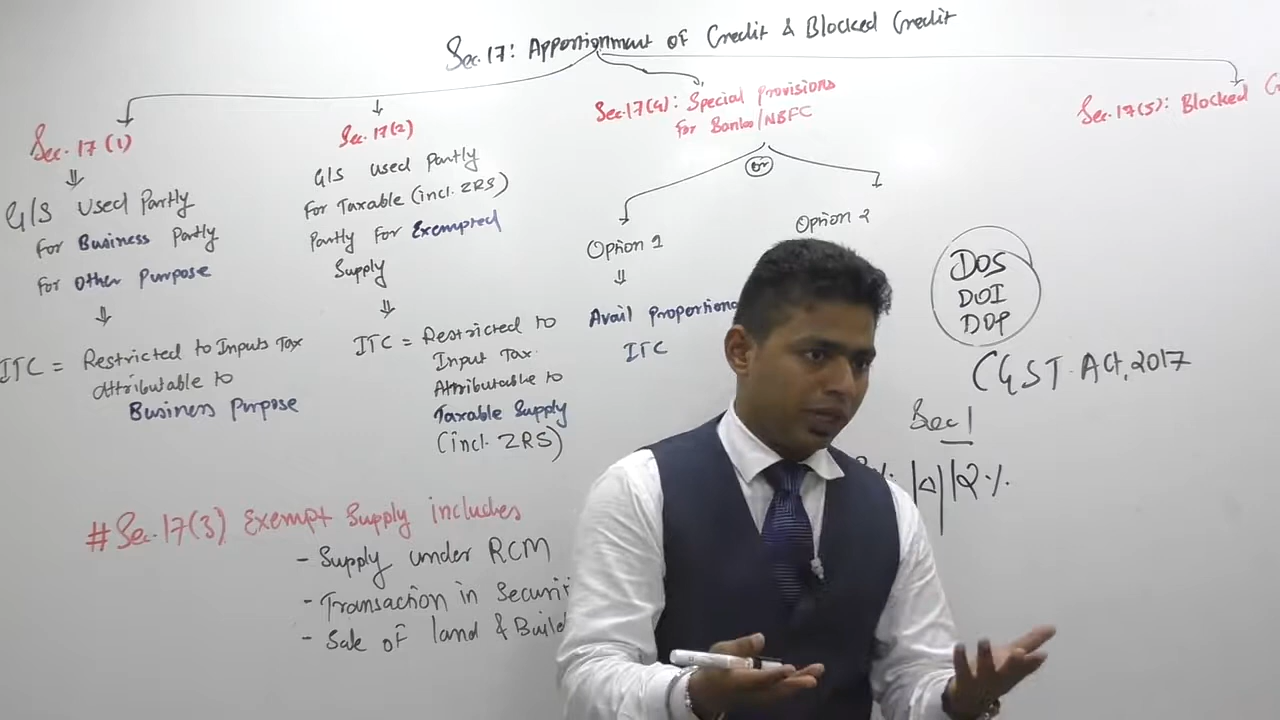 Sec.17: Apportionment of Credit & Blocked Credit
Sec.17(1)
G/S Used Partly
for Business Partly
for Other Purpose
ITC = Restricted to Inputs Tax
Attributable to
Business Purpose
Sec.17(2)
G/S used Partly
for Taxable (incl. ZRS)
Partly for Exempted
Supply
ITC = Restricted to
Input Tax.
Attributable to
Taxable Supply
(incl. ZRS)
Sec.17(4): Special Provisions
for Banks/NBFC
or
Option 1
Avail Proportiona
ITC
Option 2
Sec.17(5): Blocked
DOS
DOI
DOP
CGST Act, 2017
Sec 1
12%
#Sec.17(3) Exempt Supply includes
- Supply under RCM
- Transaction in Securiti
- Sale of land & Build